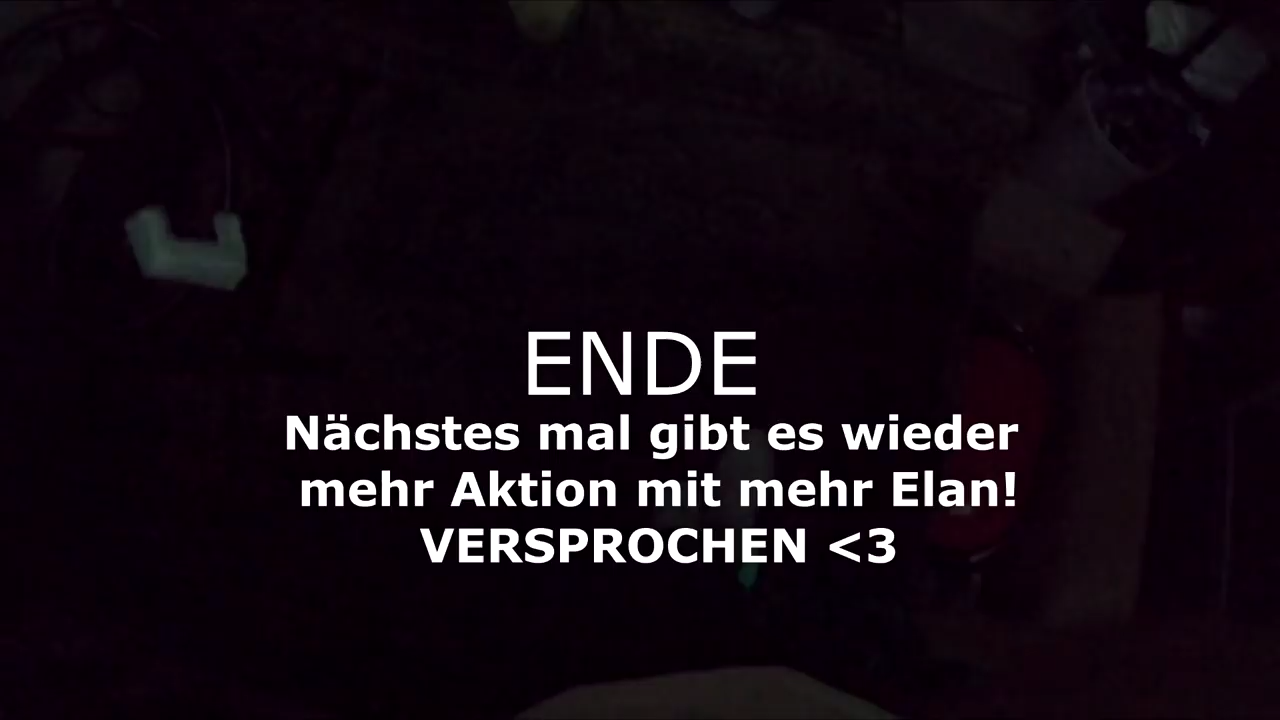 ENDE
Nächstes mal gibt es wieder
mehr Aktion mit mehr Elan!
VERSPROCHEN <3